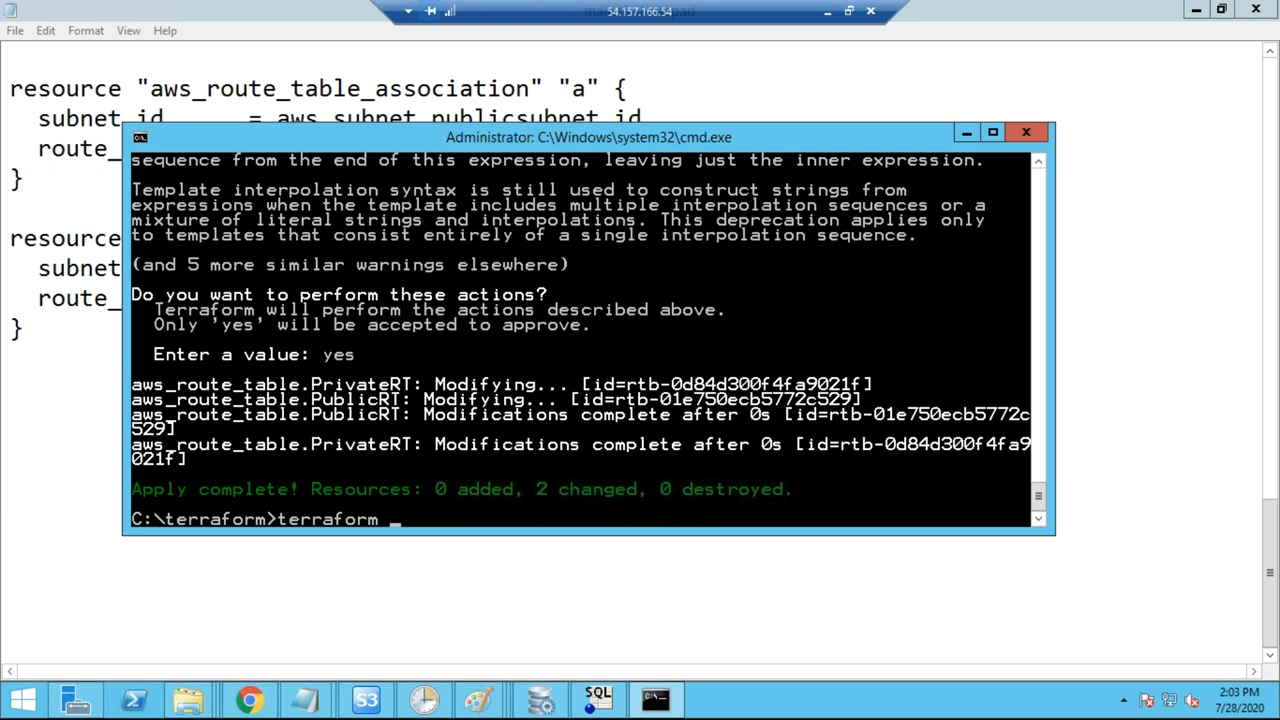 54.157.166.54
File Edit Format View Help
resource "aws_route_table_association" "a" {
subnet_id = aws_subnet.publicsubnet.id
route_
}
resource
subnet
route_
}
Administrator: C:\Windows\system32\cmd.exe
sequence from the end of this expression, leaving just the inner expression.
Template interpolation syntax is still used to construct strings from
expressions when the template includes multiple interpolation sequences or a
mixture of literal strings and interpolations. This deprecation applies only
to templates that consist entirely of a single interpolation sequence.
(and 5 more similar warnings elsewhere)
Do you want to perform these actions?
Terraform will perform the actions described above.
Only 'yes' will be accepted to approve.
Enter a value: yes
aws_route_table.PrivateRT: Modifying... [id=rtb-0d84d300f4fa9021f]
aws_route_table.PublicRT: Modifying... [id=rtb-01e750ecb5772c529]
aws_route_table.PublicRT: Modifications complete after 0s [id=rtb-01e750ecb5772c
529]
aws_route_table.PrivateRT: Modifications complete after 0s [id=rtb-0d84d300f4fa9
021f]
Apply complete! Resources: 0 added, 2 changed, 0 destroyed.
C:\terraform>terraform _
S3
SQL
2:03 PM
7/28/2020